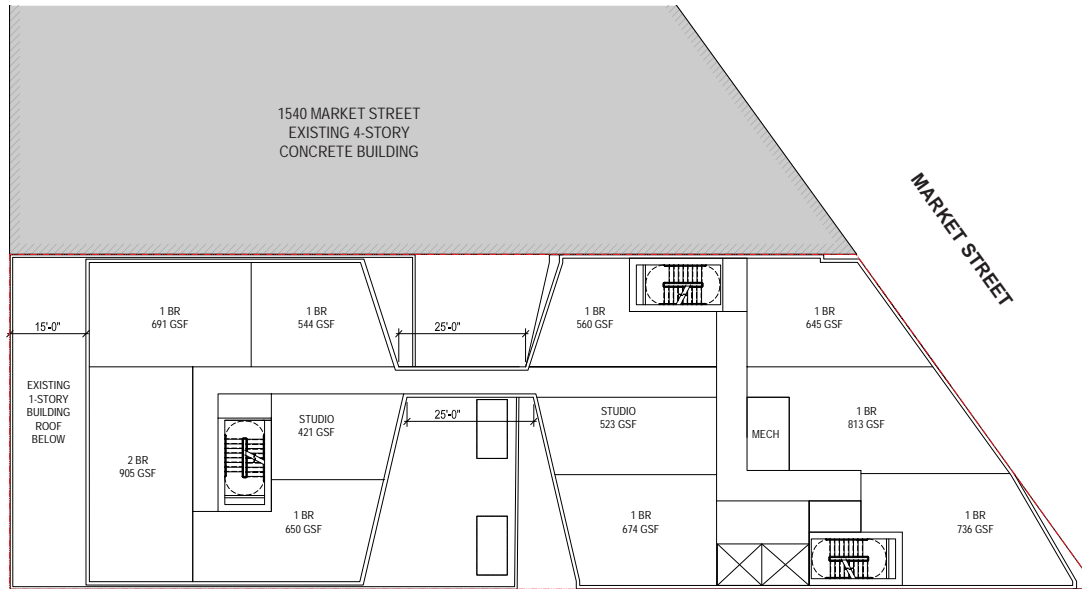 1540 MARKET STREET
EXISTING 4-STORY
CONCRETE BUILDING
MARKET STREET
1 BR
691 GSF
1 BR
544 GSF
1 BR
560 GSF
1 BR
645 GSF
15'-0"
25'-0"
EXISTING
1-STORY
BUILDING
ROOF
BELOW
STUDIO
421 GSF
25'-0"
STUDIO
523 GSF
1 BR
813 GSF
MECH
2 BR
905 GSF
1 BR
650 GSF
1 BR
674 GSF
1 BR
736 GSF